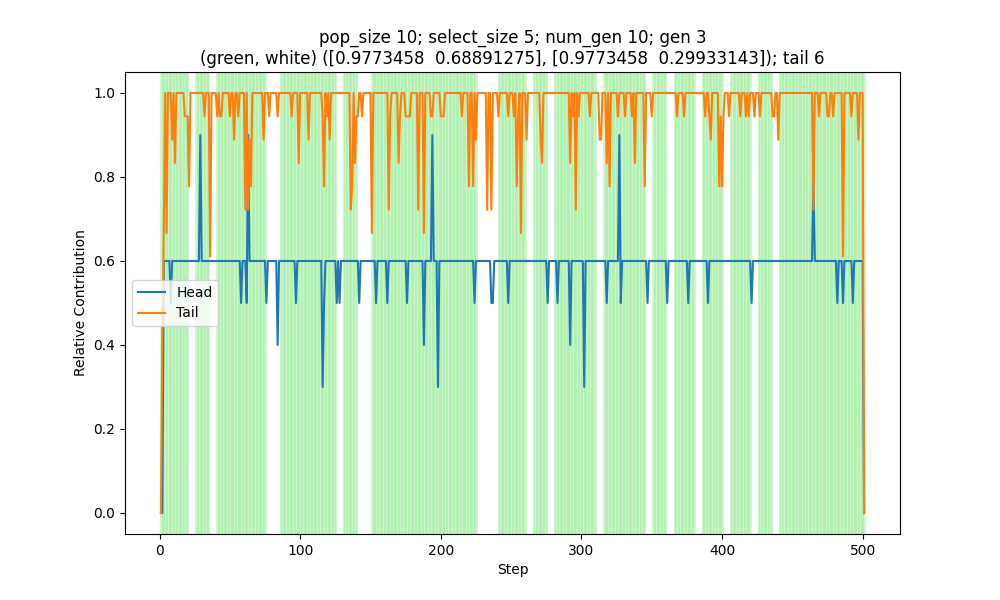 pop_size 10; select_size 5; num_gen 10; gen 3
(green, white) ([0.9773458  0.68891275], [0.9773458  0.29933143]); tail 6
1.0
0.8
0.6
0.4
0.2
0.0
Relative Contribution
Head
Tail
0
100
200
300
400
500
Step